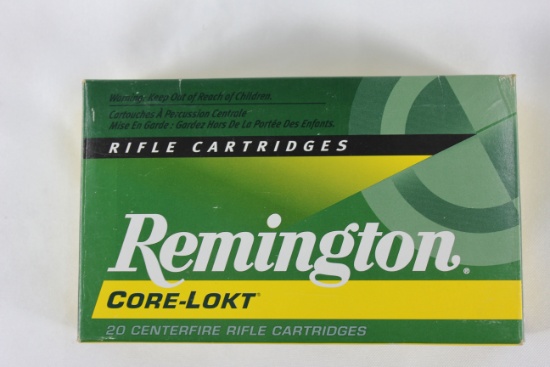 Warning: Keep Out of Reach of Children.
Cartouches À Percussion Centrale
Mise En Garde : Gardez Hors De La Portée Des Enfants.
RIFLE CARTRIDGES
Remington®
CORE-LOKT®
20 CENTERFIRE RIFLE CARTRIDGES